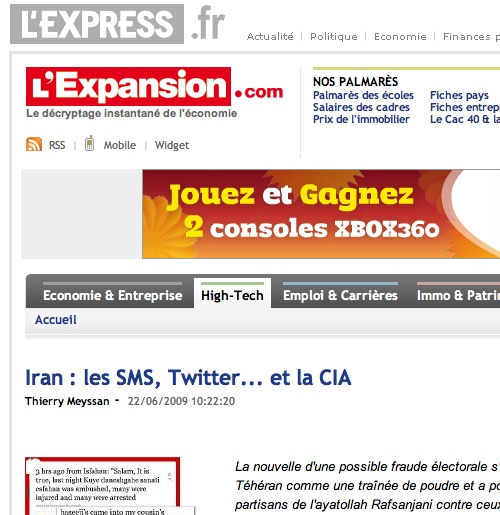 L'EXPRESS.fr
Actualité | Politique | Economie | Finances
L'Expansion.com
Le décryptage instantané de l'économie
RSS | Mobile | Widget
NOS PALMARÈS
Palmarès des écoles
Salaires des cadres
Prix de l'immobilier
Fiches pays
Fiches entrep
Le Cac 40 & la
Jouez et Gagnez
2 consoles XBOX360
Economie & Entreprise
High-Tech
Emploi & Carrières
Immo & Patri
Accueil
Iran : les SMS, Twitter... et la CIA
Thierry Meyssan - 22/06/2009 10:22:20
3 hrs ago from Isfahan: "Salam, It is
true, last night Kuye daneshgahe sanati
esfahan was ambushed, many were
injured and many were arrested
baseeji's came into my cousin's
La nouvelle d'une possible fraude électorale s'
Téhéran comme une traînée de poudre et a po
partisans de l'ayatollah Rafsanjani contre ceux